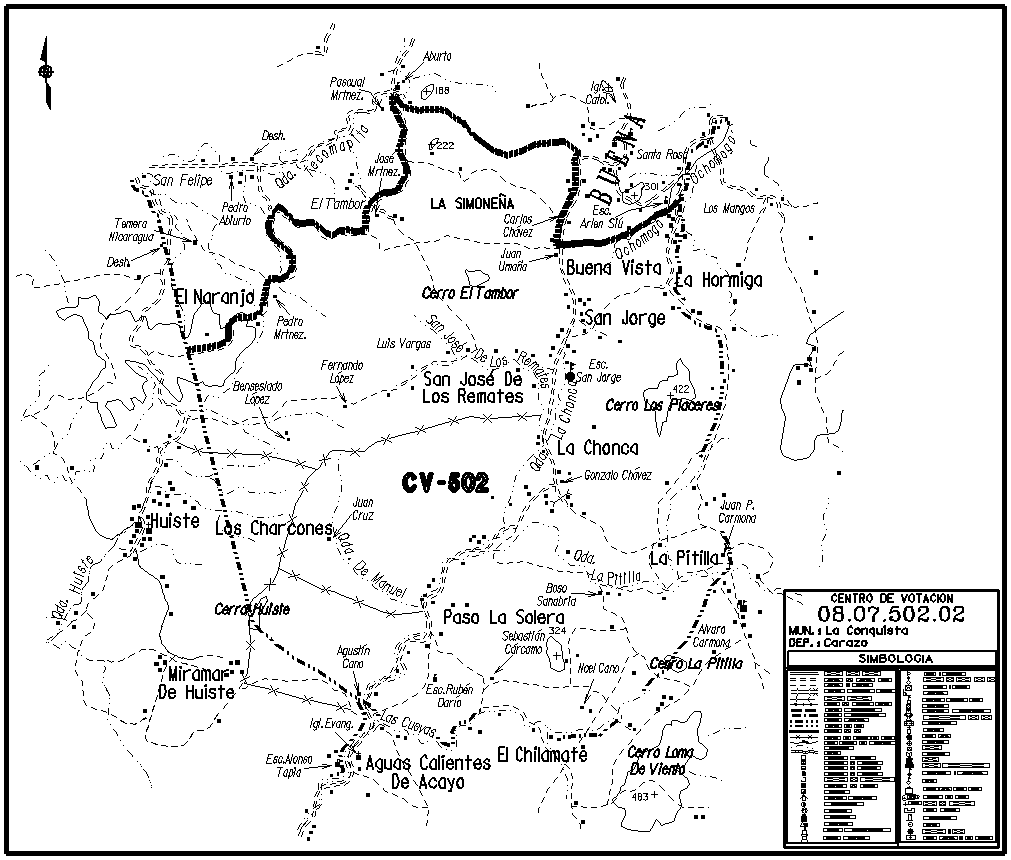 Aburto
Pascual
Mrtnez.
188
Igl.
Catol.
BUENA
Desh.
Qda. Tecomapita
222
José
Mrtnez.
Santa Rosa
Ochomogo
San Felipe
301
El Tambor
LA SIMONEÑA
Pedro
Aburto
Carlos
Chávez
Esc.
Arlen Siu
Los Mangos
Temera
Nicaragua
Ochomogo
Desh.
Juan
Umaña
Buena Vista
La Hormiga
El Naranjo
Cerro El Tambor
San Jorge
Pedro
Mrtnez.
San José De Los Remates
Luis Vargas
Fernando
López
Esc.
San Jorge
San José De
Los Remates
Benseslado
López
422
Cerro Los Placeres
Qda. La Chonca
La Chonca
CV-502
Gonzalo Chávez
Juan
Cruz
Juan P.
Carmona
Huiste
Los Charcones
Qda. De Manuel
Qda.
La Pitilla
La Pitilla
Qda. Huiste
Boso
Sanabria
Cerro Huiste
Paso La Salera
324
Sebastián
Cárcamo
Alvaro
Carmona
Agustín
Cano
Noel Cano
Cerro La Pitilla
Miramar
De Huiste
Esc.Rubén
Darío
Igl.Evang.
Las Cuevas
El Chilamate
Cerro Loma
De Viento
Esc.Alonso
Tapia
Aguas Calientes
De Acayo
483
CENTRO DE VOTACION
08.07.502.02
MUN.: La Conquista
DEP.: Carazo
SIMBOLOGIA